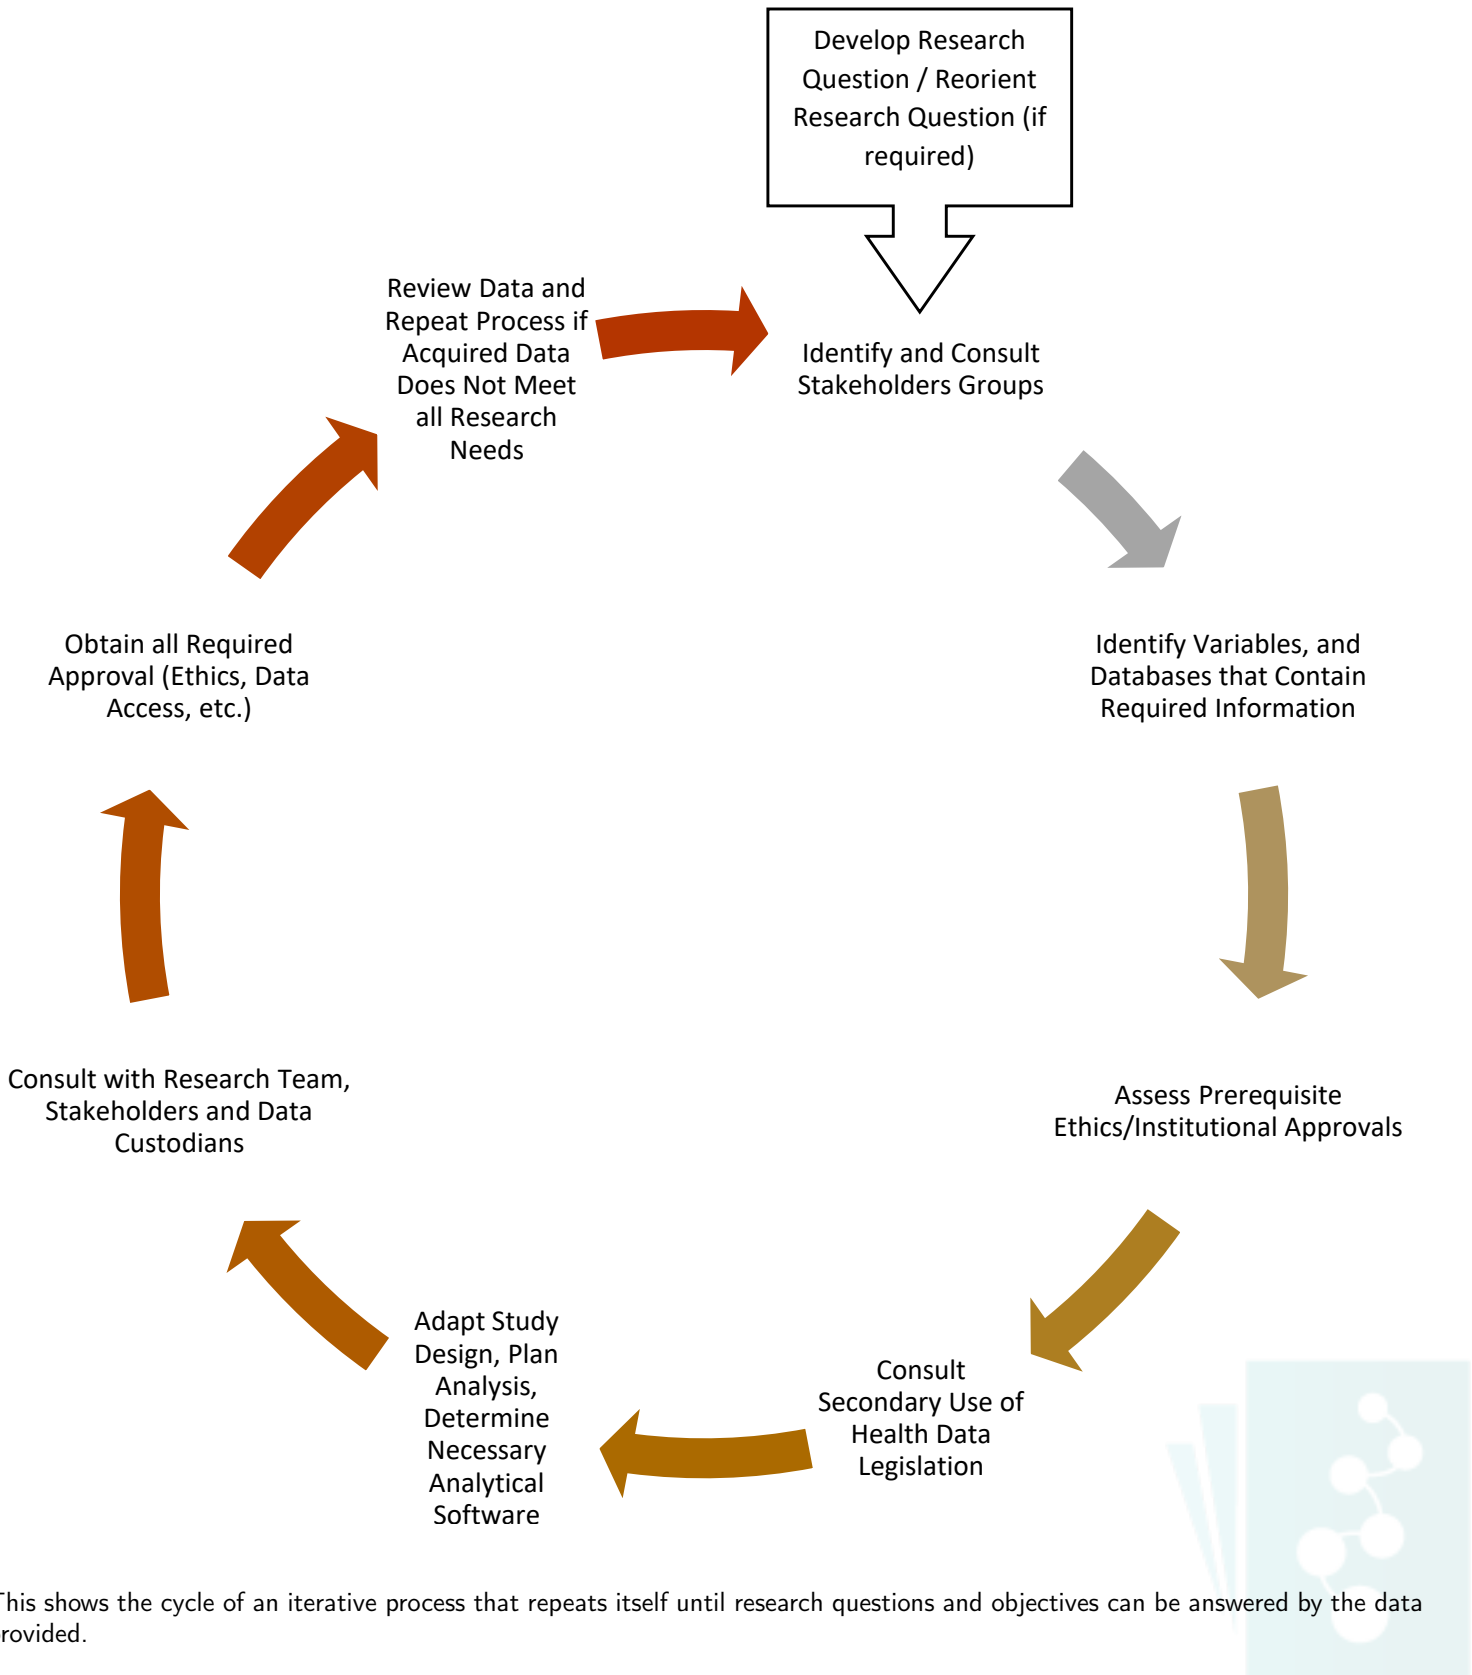 Develop Research
Question / Reorient
Research Question (if
required)
Identify and Consult
Stakeholders Groups
Identify Variables, and
Databases that Contain
Required Information
Assess Prerequisite
Ethics/Institutional Approvals
Consult
Secondary Use of
Health Data
Legislation
Adapt Study
Design, Plan
Analysis,
Determine
Necessary
Analytical
Software
Consult with Research Team,
Stakeholders and Data
Custodians
Obtain all Required
Approval (Ethics, Data
Access, etc.)
Review Data and
Repeat Process if
Acquired Data
Does Not Meet
all Research
Needs
This shows the cycle of an iterative process that repeats itself until research questions and objectives can be answered by the data
rovided.